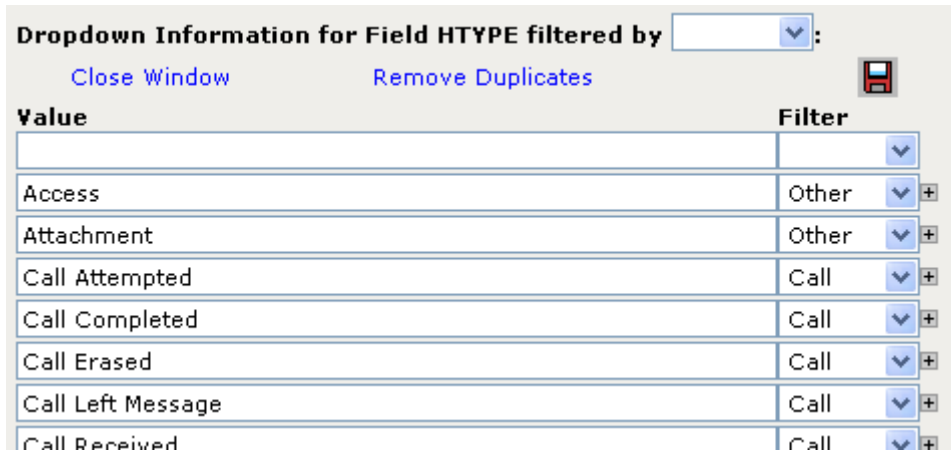 Dropdown Information for Field HTYPE filtered by :
Close Window Remove Duplicates
Value Filter
Access Other
Attachment Other
Call Attempted Call
Call Completed Call
Call Erased Call
Call Left Message Call
Call Received Call